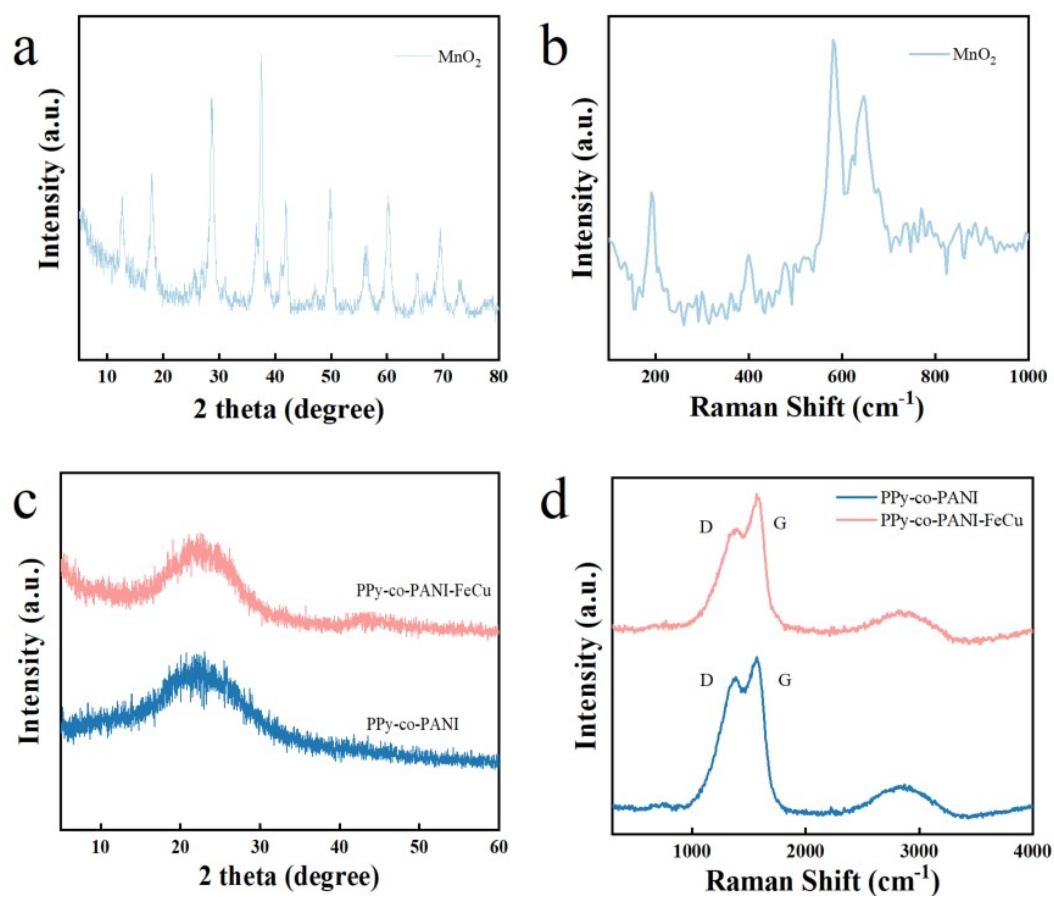 a
MnO₂
Intensity (a.u.)
10 20 30 40 50 60 70 80
2 theta (degree)
b
MnO₂
Intensity (a.u.)
200 400 600 800 1000
Raman Shift (cm⁻¹)
c
PPy-co-PANI-FeCu
PPy-co-PANI
Intensity (a.u.)
10 20 30 40 50 60
2 theta (degree)
d
PPy-co-PANI
PPy-co-PANI-FeCu
D G
D G
Intensity (a.u.)
1000 2000 3000 4000
Raman Shift (cm⁻¹)